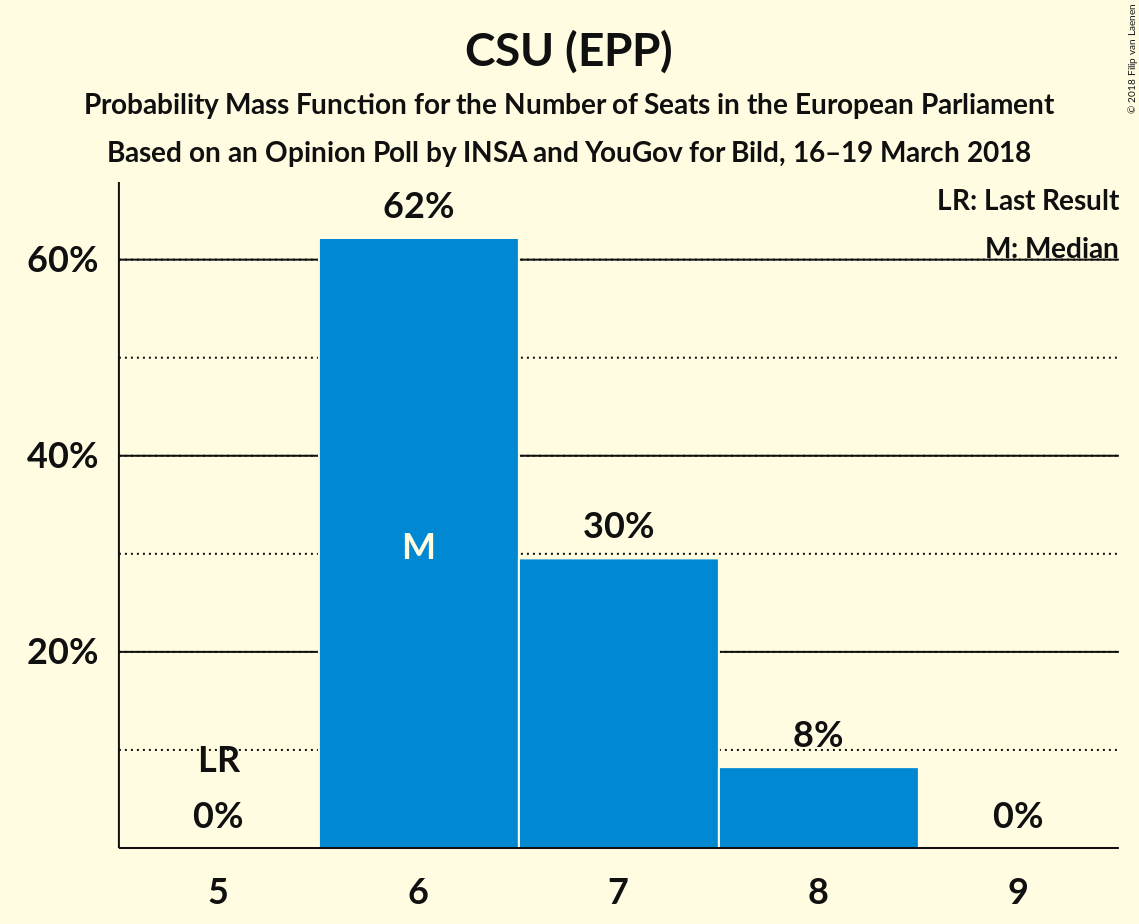 CSU (EPP)
Probability Mass Function for the Number of Seats in the European Parliament
Based on an Opinion Poll by INSA and YouGov for Bild, 16–19 March 2018
© 2018 Filip van Laenen
LR: Last Result
M: Median
62%
60%
40%
30%
M
20%
8%
LR
0%
0%
5 6 7 8 9